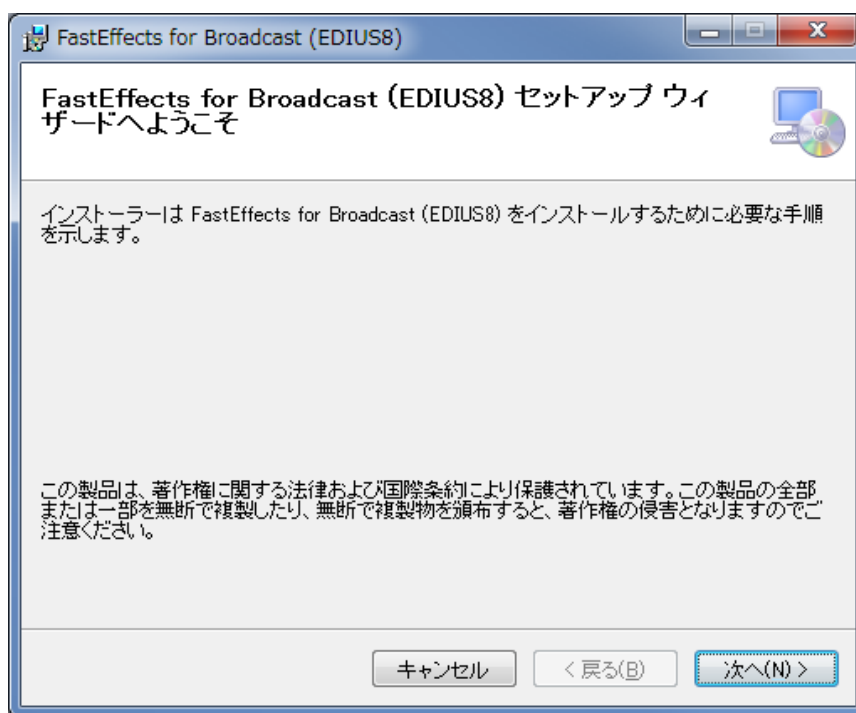 FastEffects for Broadcast (EDIUS8)
FastEffects for Broadcast (EDIUS8) セットアップ ウィ
ザードへようこそ
インストーラーは FastEffects for Broadcast (EDIUS8) をインストールするために必要な手順
を示します。
この製品は、著作権に関する法律および国際条約により保護されています。この製品の全部
または一部を無断で複製したり、無断で複製物を頒布すると、著作権の侵害となりますのでご
注意ください。
キャンセル
< 戻る(B)
次へ(N) >